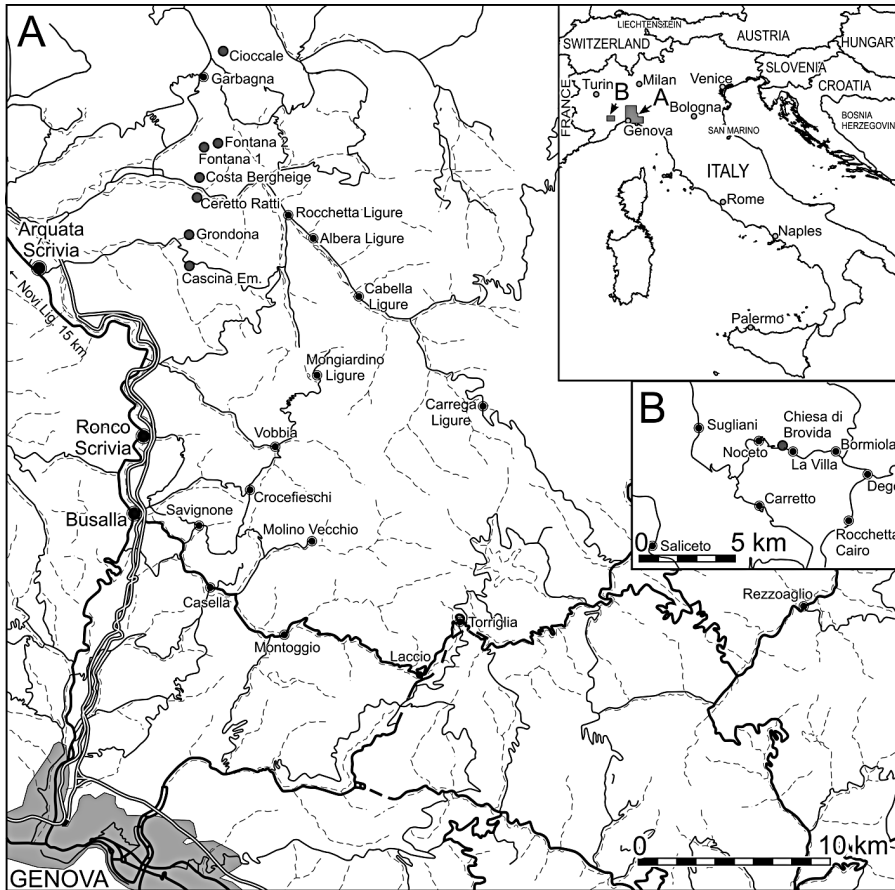 A
Cioccale
Garbagna
Fontana 2
Fontana 1
Costa Bergheige
Ceretto Ratti
Rocchetta Ligure
Arquata
Scrivia
Grondona
Albera Ligure
Cascina Em.
Novi Lig. 15 km
Cabella
Ligure
Mongiardino
Ligure
Carrega
Ligure
Ronco
Scrivia
Vobbia
Crocefieschi
Busalla
Savignone
Molino Vecchio
Casella
Montoggio
Torriglia
Laccio
Rezzoaglio
GENOVA
0 10 km
LIECHTENSTEIN
SWITZERLAND
AUSTRIA
HUNGARY
SLOVENIA
CROATIA
BOSNIA
HERZEGOVIN
FRANCE
Turin
Milan
Venice
B
A
Bologna
Genova
SAN MARINO
ITALY
Rome
Naples
Palermo
B
Sugliani
Chiesa di
Brovida
Noceto
Bormiola
La Villa
Dego
Carretto
Rocchetta
Cairo
Saliceto
0 5 km